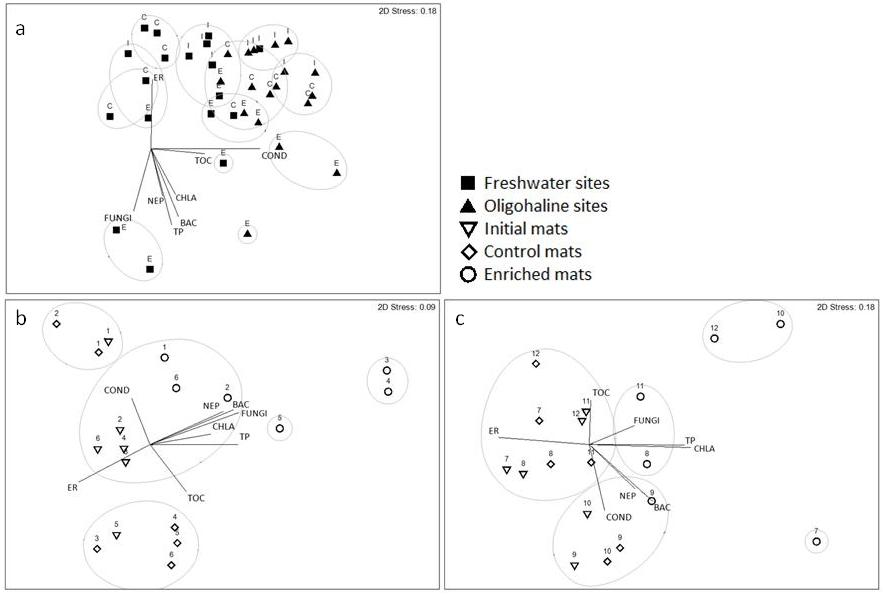 a
2D Stress: 0.18
C C I I C
I I C I I I I
I C E C C I I
C ER E C C
C E E C E E
E
TOC E COND E
E
NEP CHLA
FUNGI BAC
E TP E
E
Freshwater sites
Oligohaline sites
Initial mats
Control mats
Enriched mats
b
2D Stress: 0.09
2
1
1
1
3
6
4
COND
2
NEP BAC
FUNGI
5
2
CHLA
6 4
TP
ER
TOC
4
5
3
5
6
c
2D Stress: 0.18
10
12
12
TOC
11
11
7
12
FUNGI
ER
TP
CHLA
11
7
8
8
8
NEP
9
BAC
10
COND
7
9
10
9